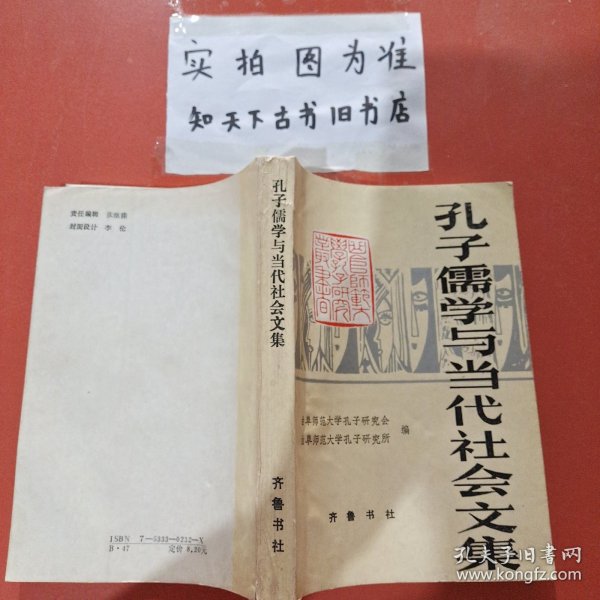 实拍图为准
知天下古书旧书店
责任编辑
封面设计 李伦
ISBN 7—5333—0212—X
B·47 定价 8.20元
孔子儒学与当代社会文集
齐鲁书社
孔子儒学与当代社会文集
曲阜师范大学孔子研究会
曲阜师范大学孔子研究所
编
齐鲁书社
孔夫子旧书网
www.kongfz.com